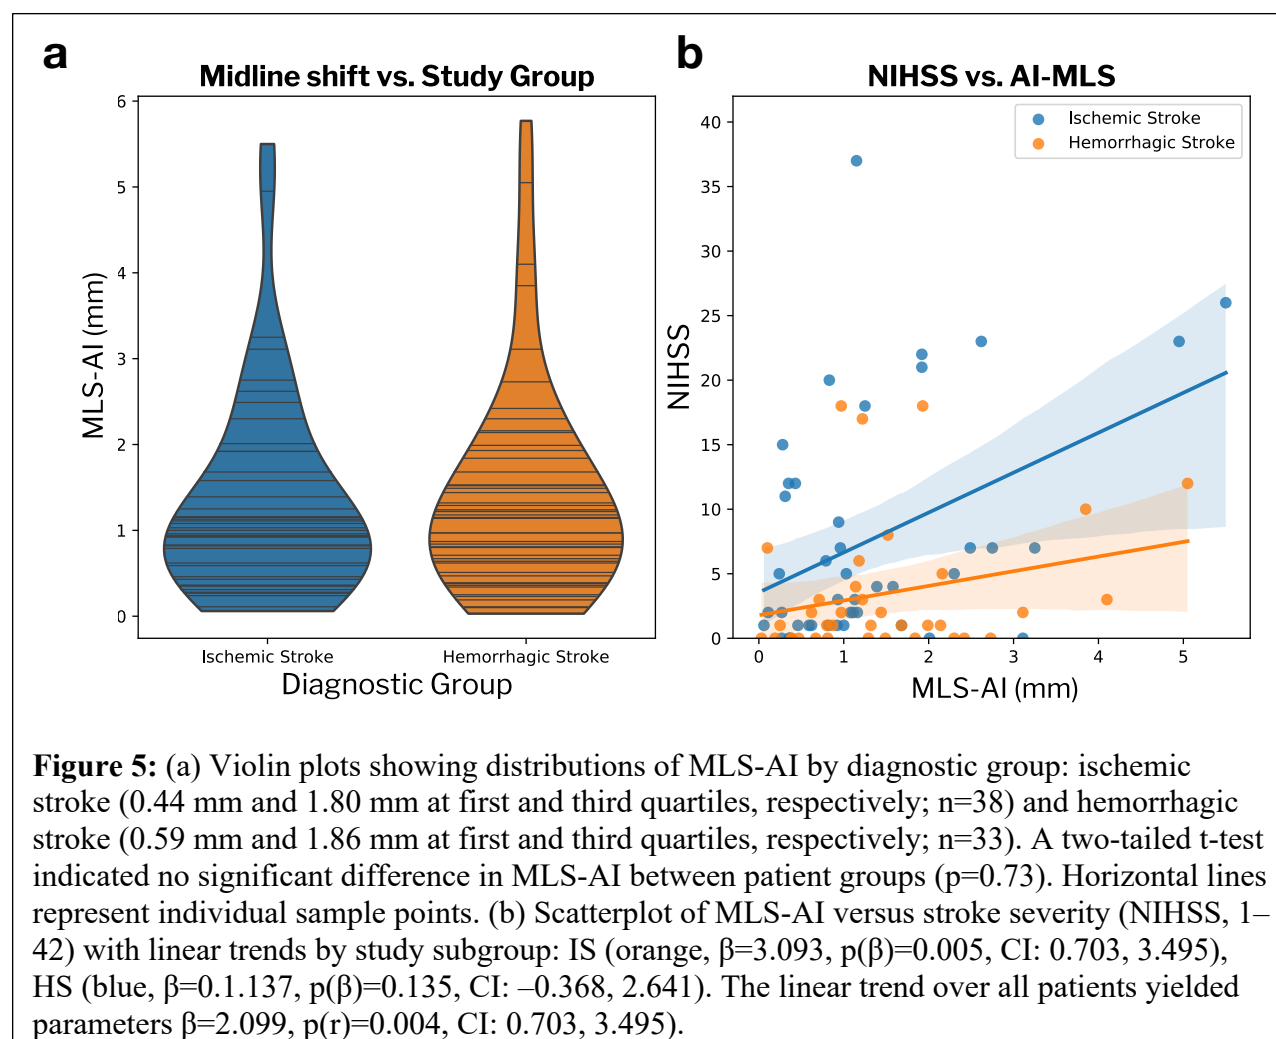 a
b
Midline shift vs. Study Group
NIHSS vs. AI-MLS
6
5
4
3
2
1
0
MLS-AI (mm)
Ischemic Stroke
Hemorrhagic Stroke
Diagnostic Group
40
35
30
25
20
15
10
5
0
NIHSS
Ischemic Stroke
Hemorrhagic Stroke
0 1 2 3 4 5
MLS-AI (mm)
Figure 5: (a) Violin plots showing distributions of MLS-AI by diagnostic group: ischemic
stroke (0.44 mm and 1.80 mm at first and third quartiles, respectively; n=38) and hemorrhagic
stroke (0.59 mm and 1.86 mm at first and third quartiles, respectively; n=33). A two-tailed t-test
indicated no significant difference in MLS-AI between patient groups (p=0.73). Horizontal lines
represent individual sample points. (b) Scatterplot of MLS-AI versus stroke severity (NIHSS, 1–
42) with linear trends by study subgroup: IS (orange, β=3.093, p(β)=0.005, CI: 0.703, 3.495),
HS (blue, β=0.1.137, p(β)=0.135, CI: –0.368, 2.641). The linear trend over all patients yielded
parameters β=2.099, p(r)=0.004, CI: 0.703, 3.495).